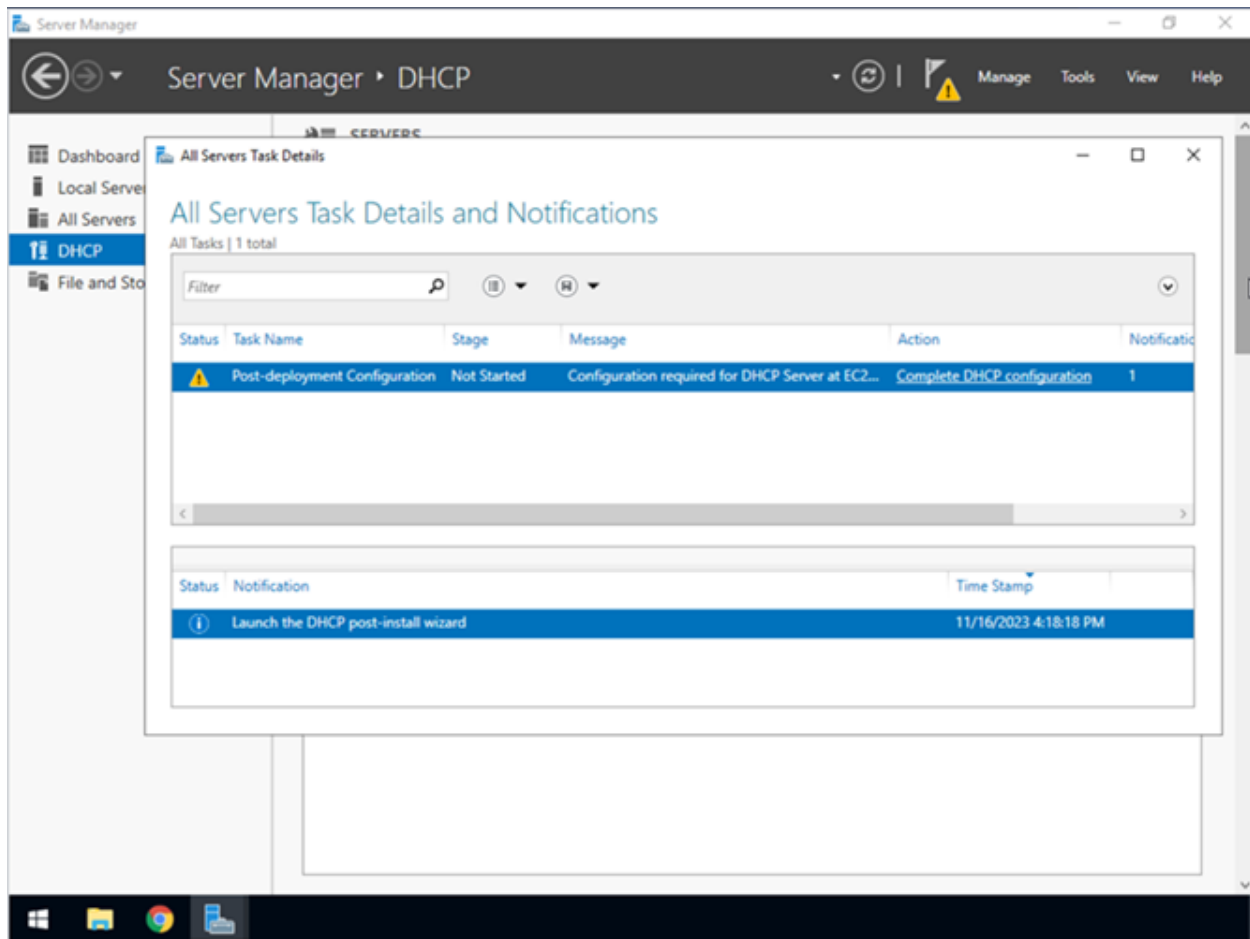 Server Manager
Server Manager • DHCP
Manage Tools View Help
SERVERS
Dashboard
Local Server
All Servers
DHCP
File and Sto
All Servers Task Details
All Servers Task Details and Notifications
All Tasks | 1 total
Filter
Status Task Name Stage Message Action Notificatio
Post-deployment Configuration Not Started Configuration required for DHCP Server at EC2... Complete DHCP configuration 1
Status Notification Time Stamp
Launch the DHCP post-install wizard 11/16/2023 4:18:18 PM